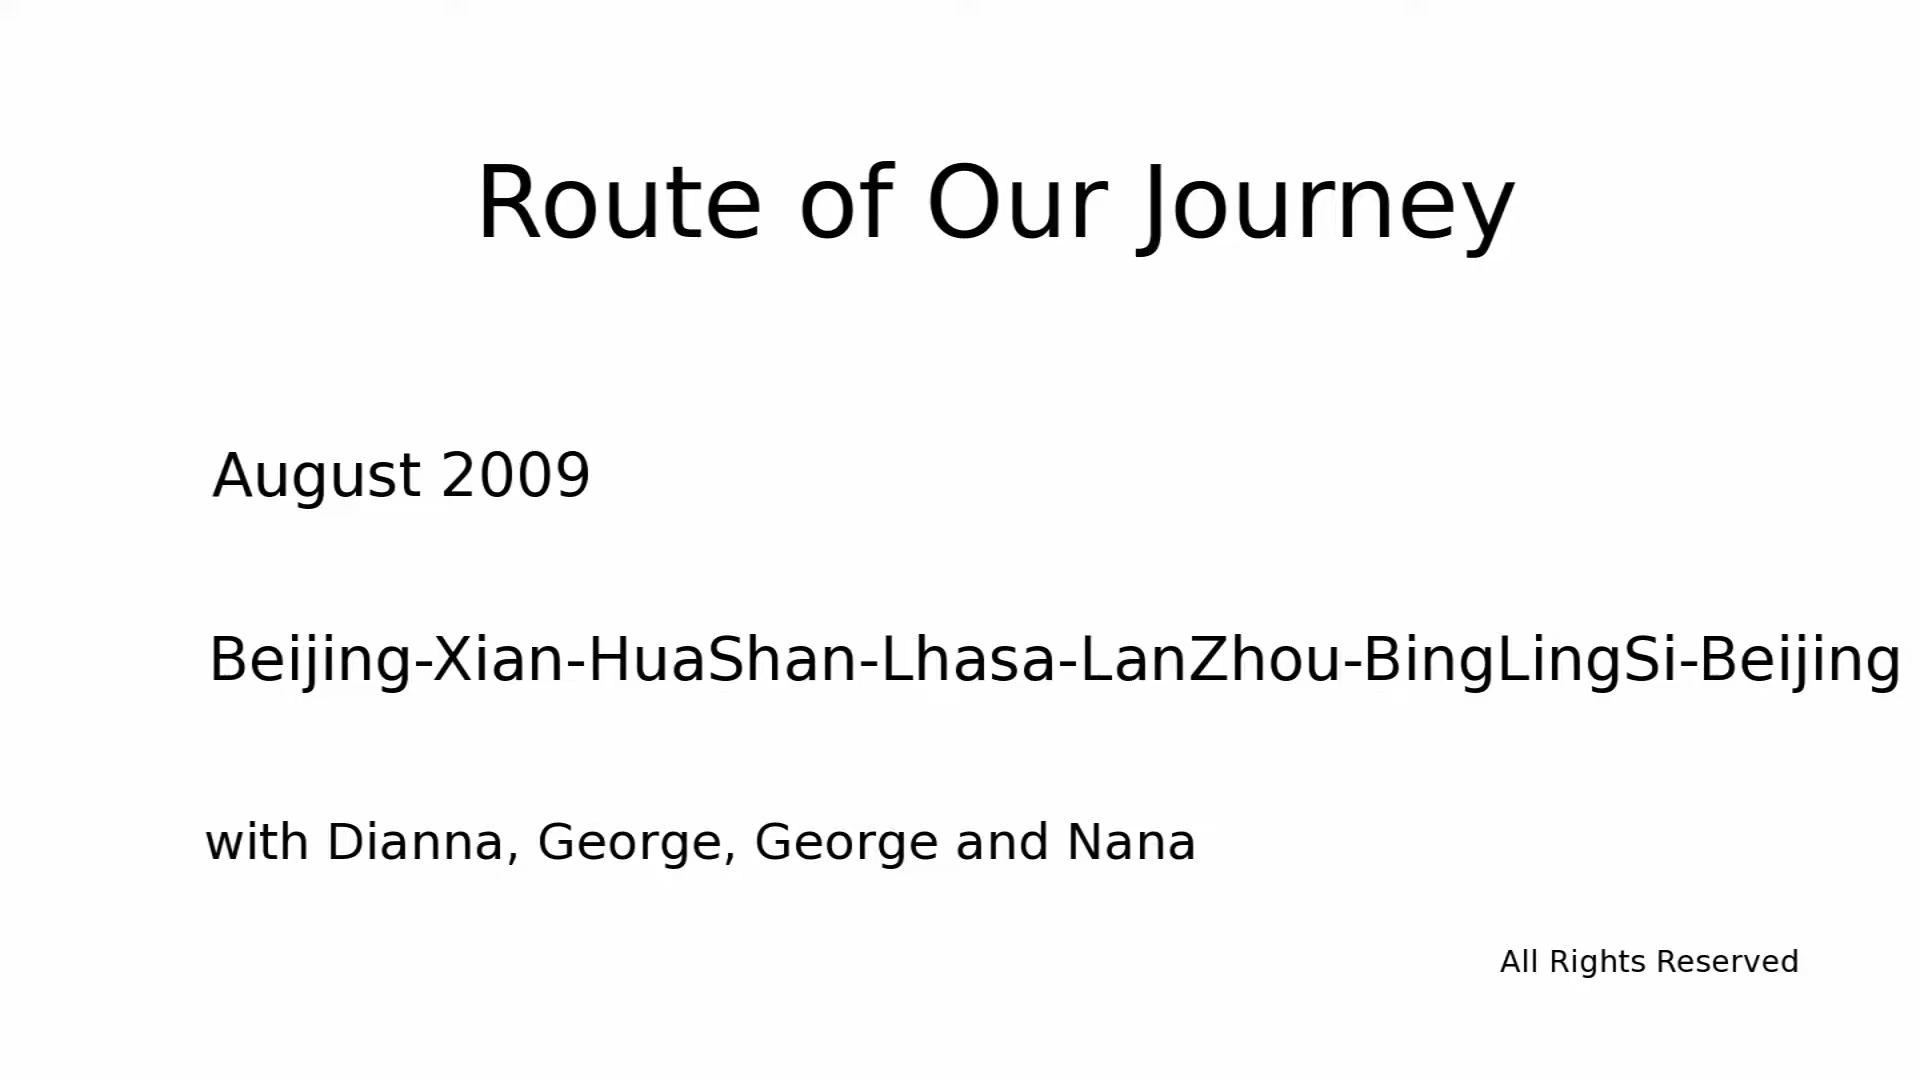 Route of Our Journey
August 2009
Beijing-Xian-HuaShan-Lhasa-LanZhou-BingLingSi-Beijing
with Dianna, George, George and Nana
All Rights Reserved